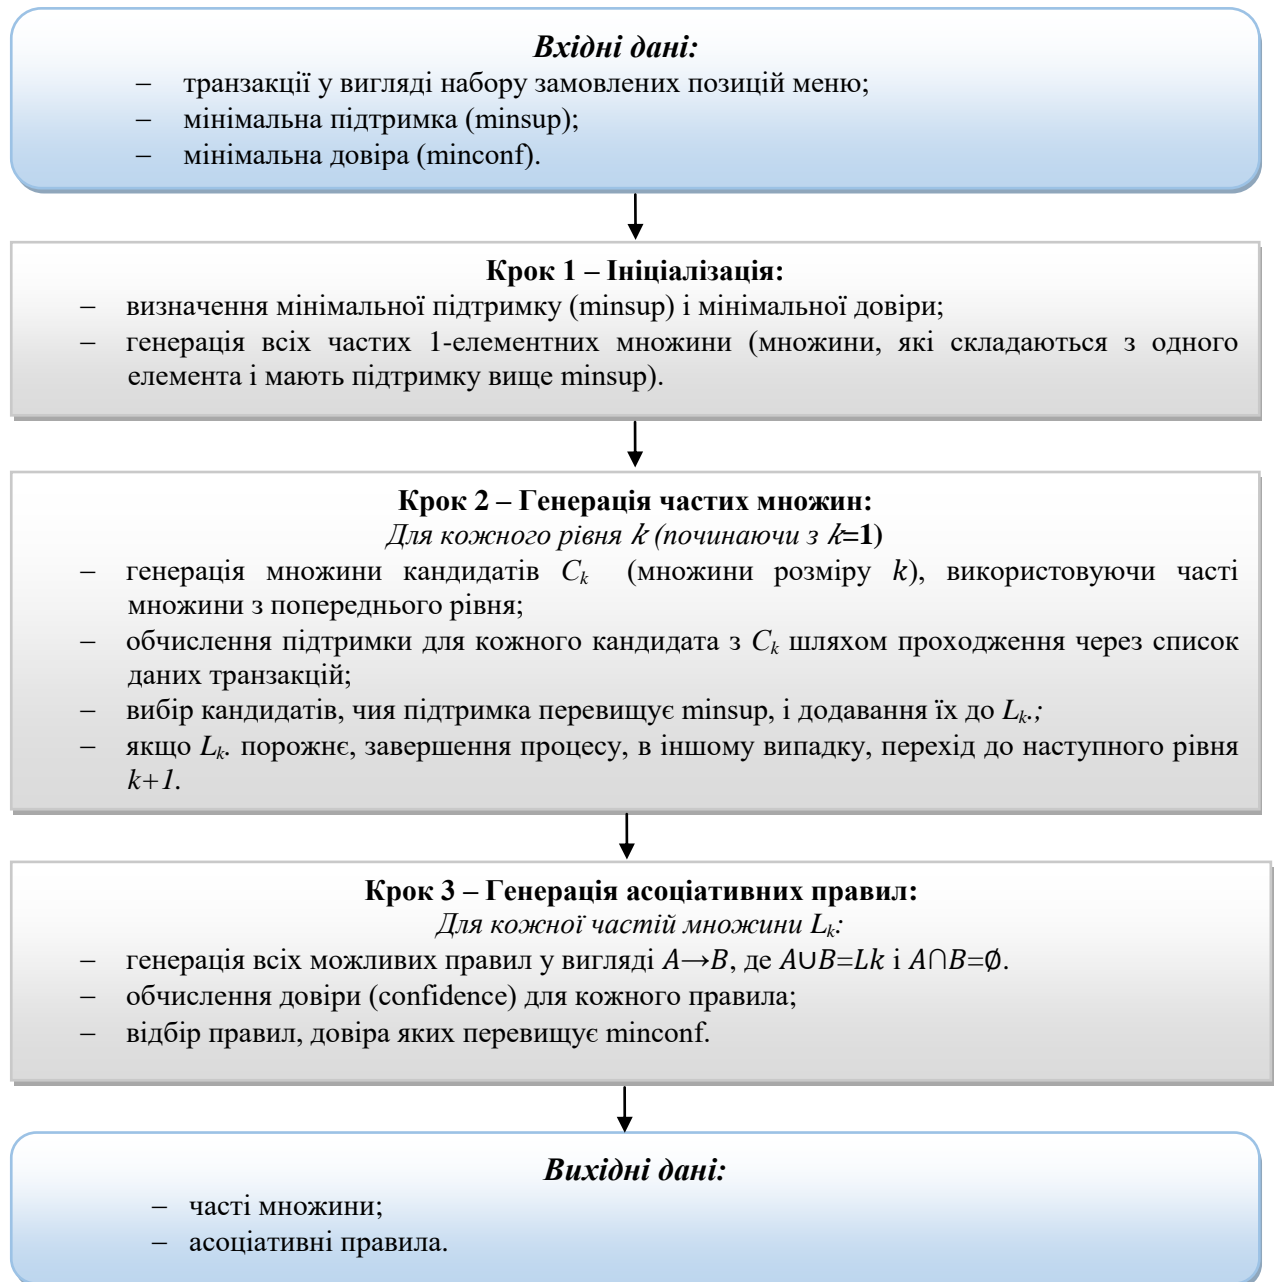 Вхідні дані:
– транзакції у вигляді набору замовлених позицій меню;
– мінімальна підтримка (minsup);
– мінімальна довіра (minconf).
Крок 1 – Ініціалізація:
– визначення мінімальної підтримку (minsup) і мінімальної довіри;
– генерація всіх частих 1-елементних множини (множини, які складаються з одного
елемента і мають підтримку вище minsup).
Крок 2 – Генерація частих множин:
Для кожного рівня k (починаючи з k=1)
– генерація множини кандидатів Cₖ (множини розміру k), використовуючи часті
множини з попереднього рівня;
– обчислення підтримки для кожного кандидата з Cₖ шляхом проходження через список
даних транзакцій;
– вибір кандидатів, чия підтримка перевищує minsup, і додавання їх до Lₖ.;
– якщо Lₖ. порожнє, завершення процесу, в іншому випадку, перехід до наступного рівня
k+1.
Крок 3 – Генерація асоціативних правил:
Для кожної частій множини Lₖ:
– генерація всіх можливих правил у вигляді A→B, де A∪B=Lk і A∩B=∅.
– обчислення довіри (confidence) для кожного правила;
– відбір правил, довіра яких перевищує minconf.
Вихідні дані:
– часті множини;
– асоціативні правила.